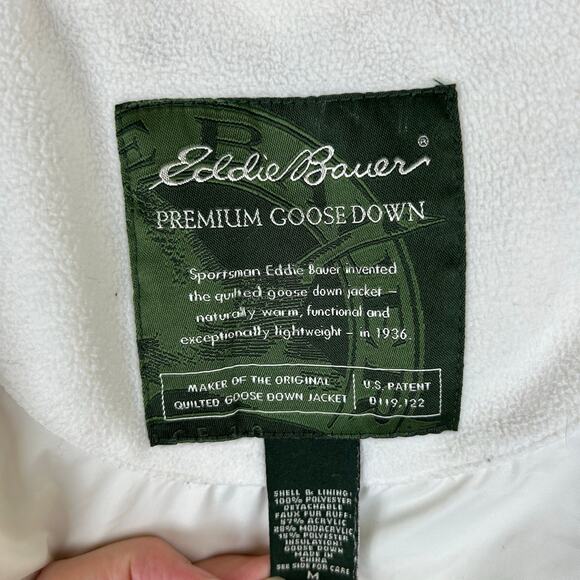 Eddie Bauer®
PREMIUM GOOSE DOWN
Sportsman Eddie Bauer invented
the quilted goose down jacket –
naturally warm, functional and
exceptionally lightweight – in 1936.
MAKER OF THE ORIGINAL
QUILTED GOOSE DOWN JACKET
U.S. PATENT
D119,122
SHELL & LINING:
100% POLYESTER
DETACHABLE
FAUX FUR RUFF:
57% ACRYLIC
28% MODACRYLIC
15% POLYESTER
INSULATION:
GOOSE DOWN
MADE IN
CHINA
SEE SIDE FOR CARE
M